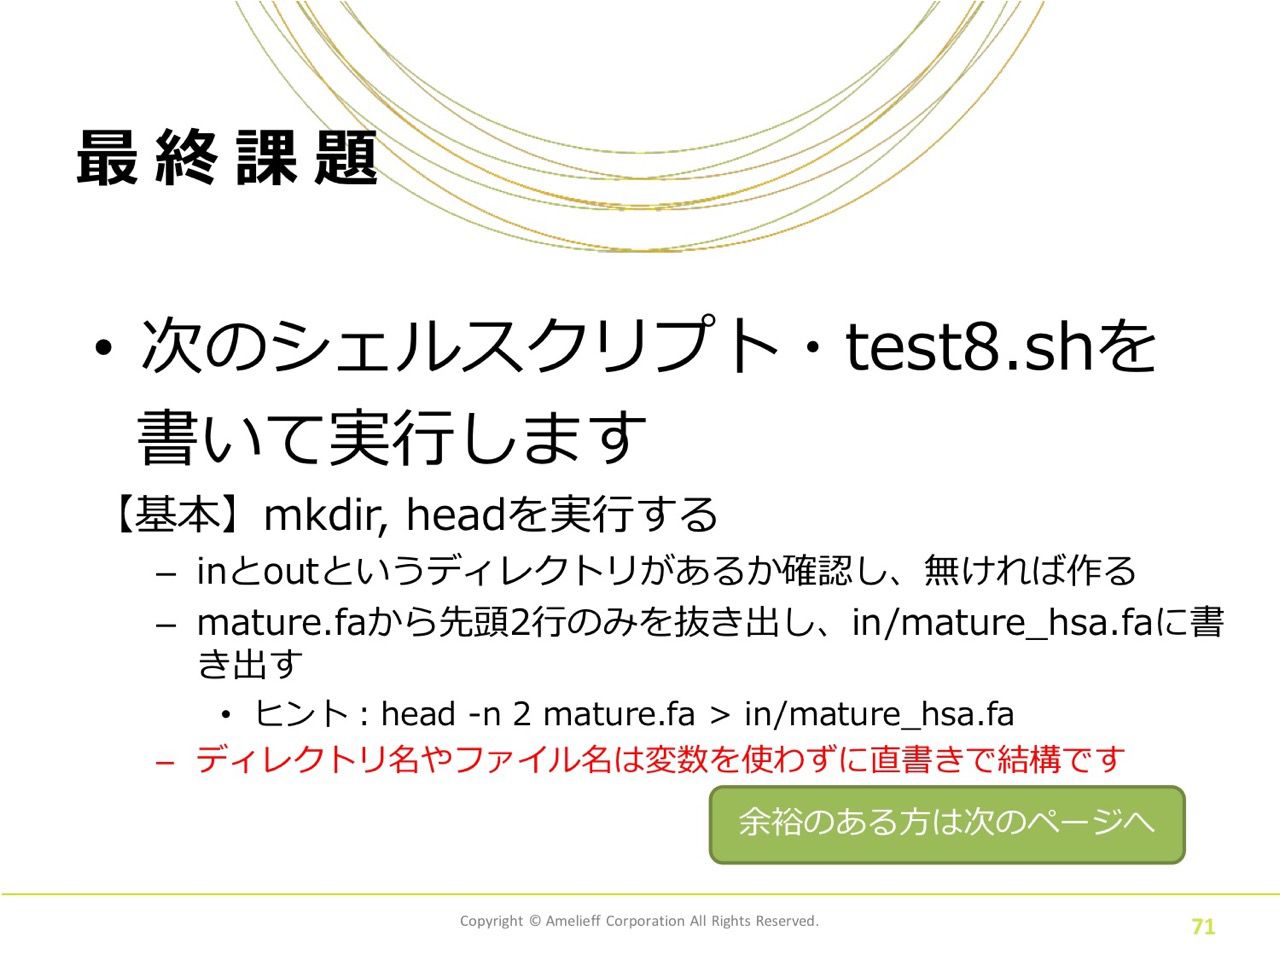 最終課題
• 次のシェルスクリプト・test8.shを
書いて実行します
【基本】mkdir, headを実行する
– inとoutというディレクトリがあるか確認し、無ければ作る
– mature.faから先頭2行のみを抜き出し、in/mature_hsa.faに書
き出す
• ヒント：head -n 2 mature.fa > in/mature_hsa.fa
– ディレクトリ名やファイル名は変数を使わずに直書きで結構です
余裕のある方は次のページへ
Copyright © Amelieff Corporation All Rights Reserved.
71